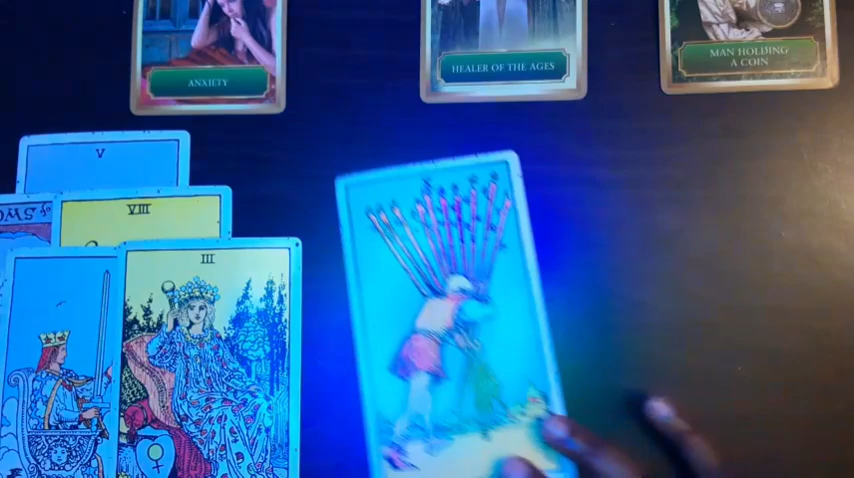 ANXIETY
HEALER OF THE AGES
MAN HOLDING
A COIN
V
VIII
III